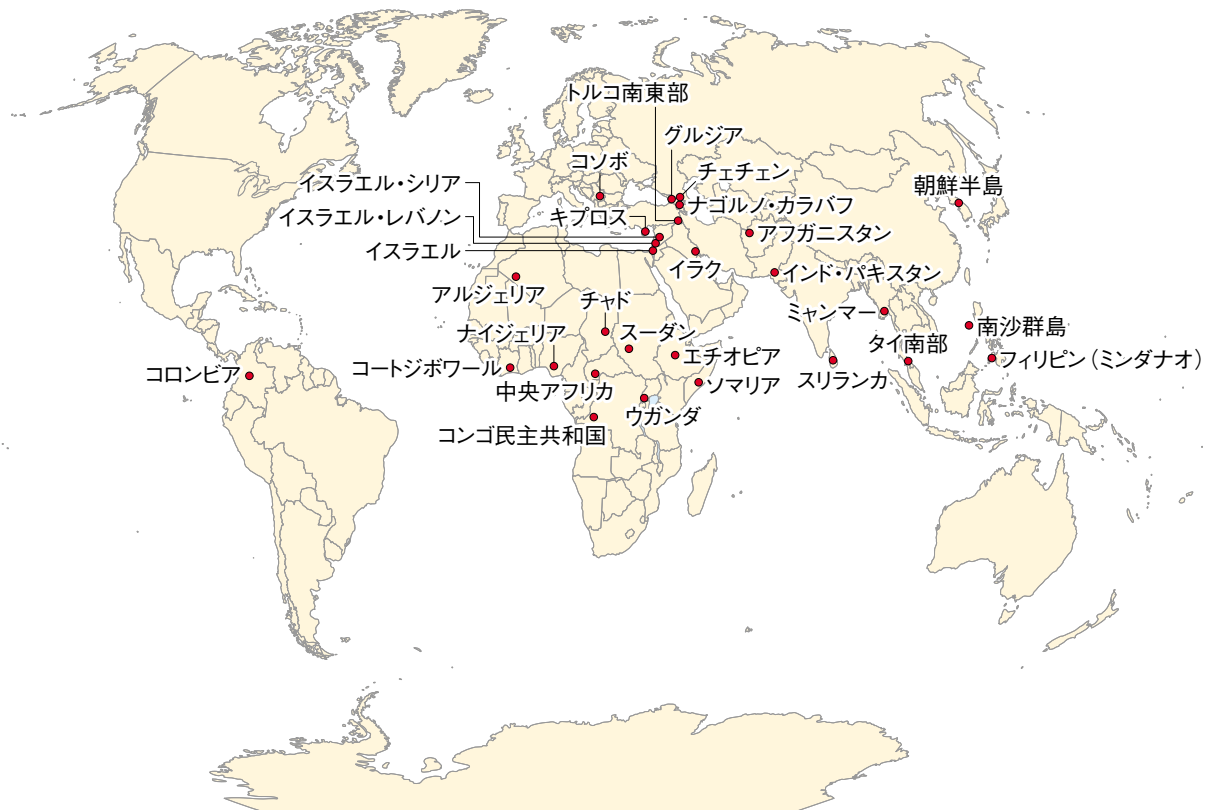 トルコ南東部
グルジア
コソボ
チェチェン
イスラエル・シリア
朝鮮半島
ナゴルノ・カラバフ
イスラエル・レバノン
キプロス
アフガニスタン
イスラエル
イラク
インド・パキスタン
アルジェリア
チャド
ミャンマー
ナイジェリア
スーダン
南沙群島
タイ南部
エチオピア
フィリピン（ミンダナオ）
コートジボワール
コロンビア
スリランカ
中央アフリカ
ソマリア
ウガンダ
コンゴ民主共和国